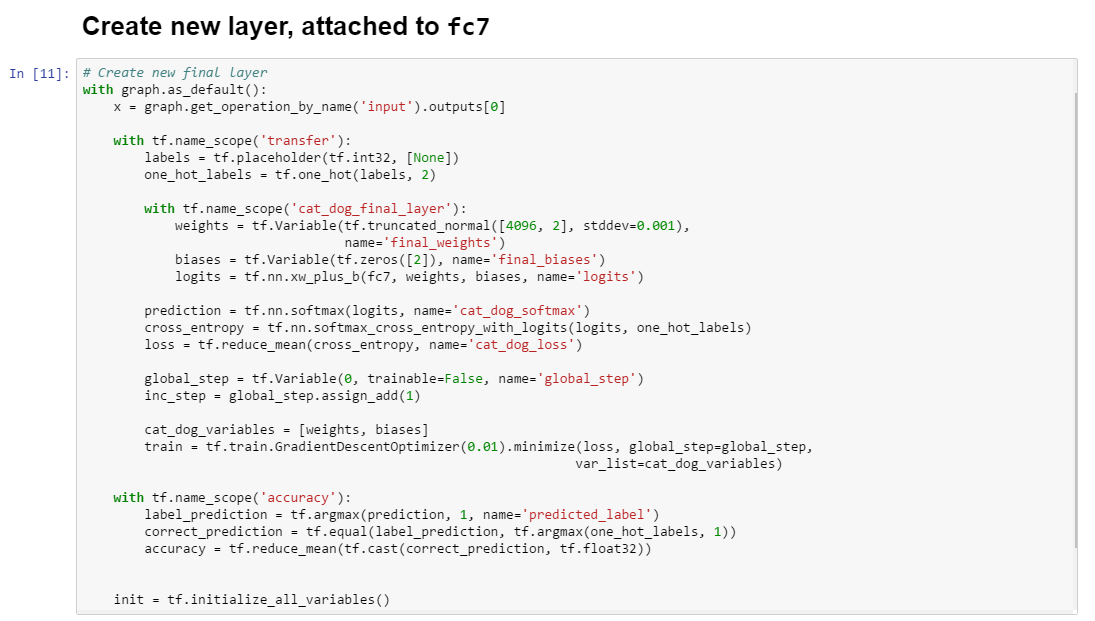 Create new layer, attached to fc7
In [11]:
# Create new final layer
with graph.as_default():
    x = graph.get_operation_by_name('input').outputs[0]

    with tf.name_scope('transfer'):
        labels = tf.placeholder(tf.int32, [None])
        one_hot_labels = tf.one_hot(labels, 2)

        with tf.name_scope('cat_dog_final_layer'):
            weights = tf.Variable(tf.truncated_normal([4096, 2], stddev=0.001),
                                  name='final_weights')
            biases = tf.Variable(tf.zeros([2]), name='final_biases')
            logits = tf.nn.xw_plus_b(fc7, weights, biases, name='logits')

        prediction = tf.nn.softmax(logits, name='cat_dog_softmax')
        cross_entropy = tf.nn.softmax_cross_entropy_with_logits(logits, one_hot_labels)
        loss = tf.reduce_mean(cross_entropy, name='cat_dog_loss')

        global_step = tf.Variable(0, trainable=False, name='global_step')
        inc_step = global_step.assign_add(1)

        cat_dog_variables = [weights, biases]
        train = tf.train.GradientDescentOptimizer(0.01).minimize(loss, global_step=global_step,
                                                                var_list=cat_dog_variables)

    with tf.name_scope('accuracy'):
        label_prediction = tf.argmax(prediction, 1, name='predicted_label')
        correct_prediction = tf.equal(label_prediction, tf.argmax(one_hot_labels, 1))
        accuracy = tf.reduce_mean(tf.cast(correct_prediction, tf.float32))


    init = tf.initialize_all_variables()